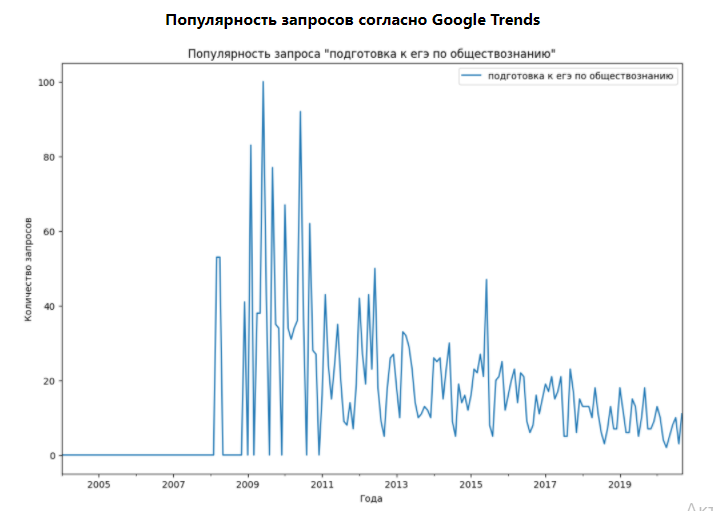 Популярность запросов согласно Google Trends
Популярность запроса "подготовка к егэ по обществознанию"
подготовка к егэ по обществознанию
Количество запросов
100
80
60
40
20
0
2005 2007 2009 2011 2013 2015 2017 2019
Года